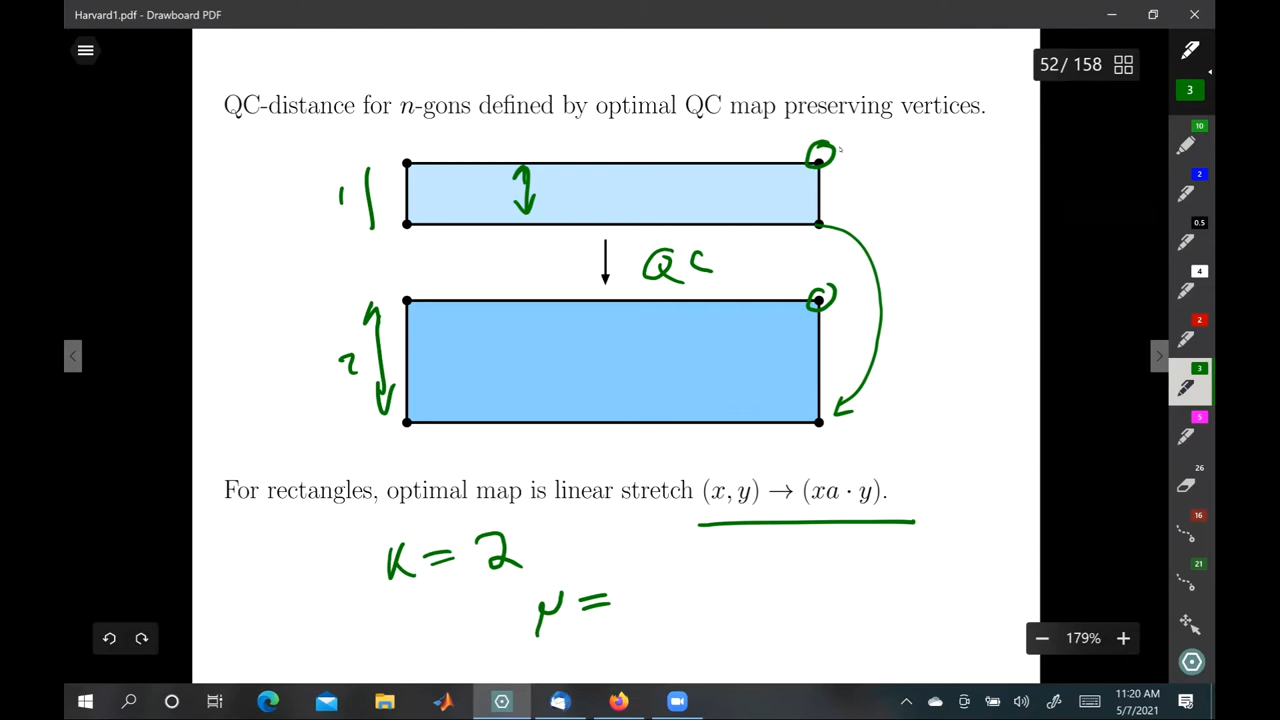 Harvard1.pdf - Drawboard PDF
52 / 158
3
QC-distance for n-gons defined by optimal QC map preserving vertices.
10
2
1
0.5
QC
4
2
2
3
5
For rectangles, optimal map is linear stretch (x, y) → (xa · y).
26
K = 2
16
μ =
21
179%
11:20 AM
5/7/2021